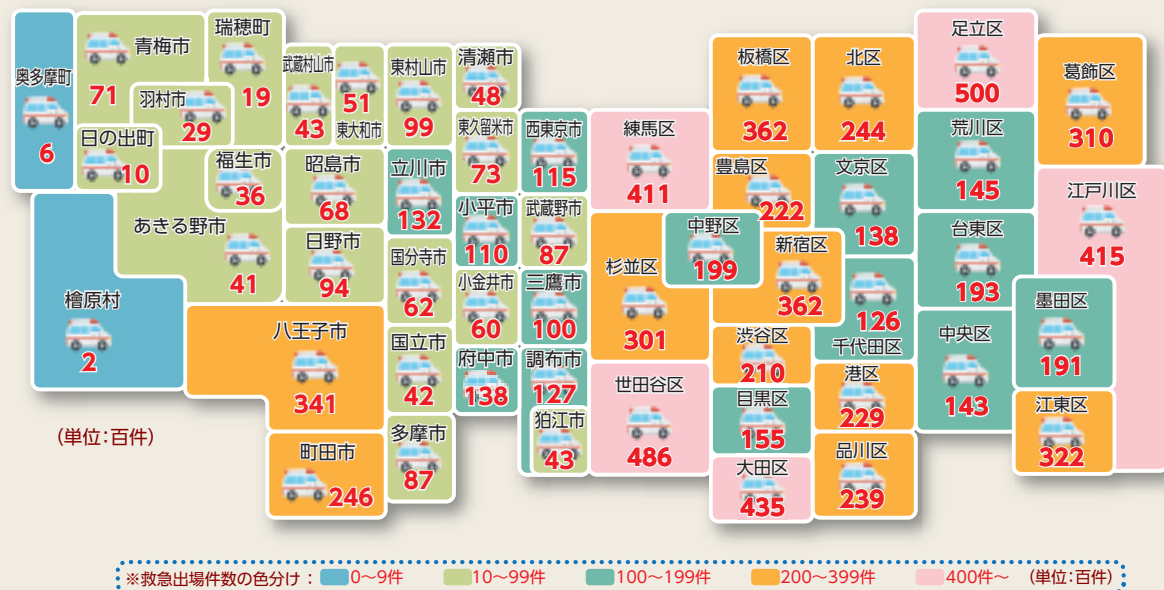 奥多摩町
6
青梅市
71
瑞穂町
19
羽村市
29
日の出町
10
福生市
36
あきる野市
41
檜原村
2
武蔵村山市
43
51
東大和市
東村山市
99
清瀬市
48
東久留米市
73
昭島市
68
立川市
132
日野市
94
国分寺市
62
小平市
110
小金井市
60
八王子市
341
国立市
42
府中市
138
町田市
246
多摩市
87
西東京市
115
武蔵野市
87
三鷹市
100
調布市
127
狛江市
43
練馬区
411
杉並区
301
世田谷区
486
板橋区
362
北区
244
豊島区
222
文京区
138
中野区
199
新宿区
362
126
千代田区
渋谷区
210
目黒区
155
大田区
435
港区
229
品川区
239
足立区
500
荒川区
145
台東区
193
中央区
143
葛飾区
310
江戸川区
415
墨田区
191
江東区
322
(単位:百件)
※救急出場件数の色分け： 0～9件 10～99件 100～199件 200～399件 400件～ (単位:百件)